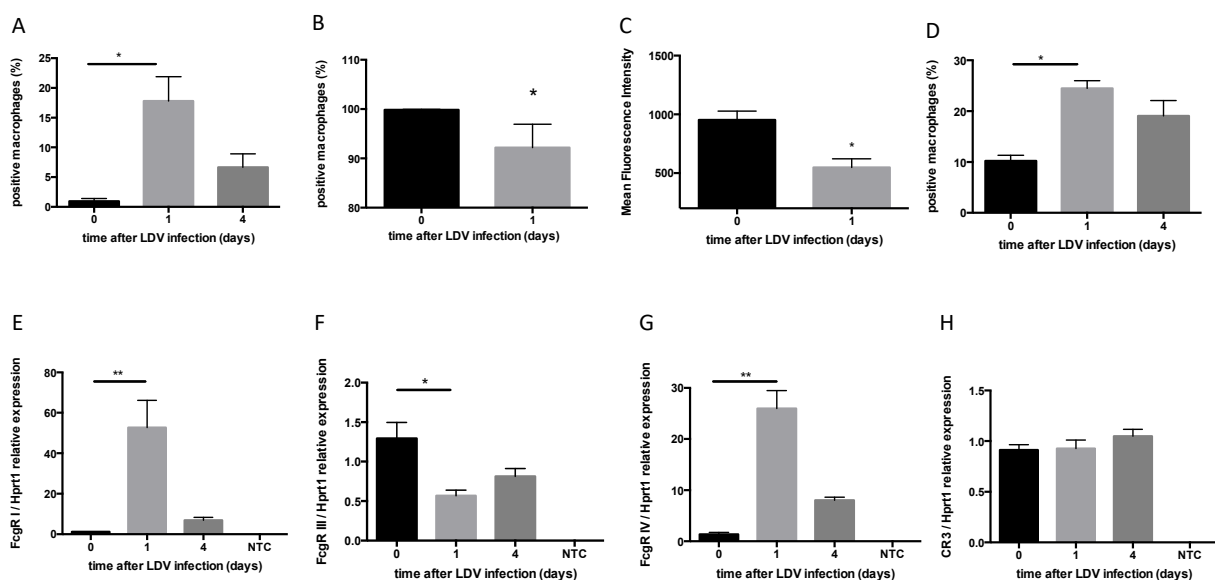 A
positive macrophages (%)
25
20
15
10
5
0
*
0 1 4
time after LDV infection (days)
B
positive macrophages (%)
100
90
80
*
0 1
time after LDV infection (days)
C
Mean Fluorescence Intensity
1500
1000
500
*
0 1
time after LDV infection (days)
D
positive macrophages (%)
30
20
10
0
*
0 1 4
time after LDV infection (days)
E
FcgR I / Hprt1 relative expression
80
60
40
20
0
**
0 1 4 NTC
time after LDV infection (days)
F
FcgR III / Hprt1 relative expression
2.0
1.5
1.0
0.5
0.0
*
0 1 4 NTC
time after LDV infection (days)
G
FcgR IV / Hprt1 relative expression
30
20
10
0
**
0 1 4 NTC
time after LDV infection (days)
H
CR3 / Hprt1 relative expression
1.5
1.0
0.5
0.0
0 1 4 NTC
time after LDV infection (days)